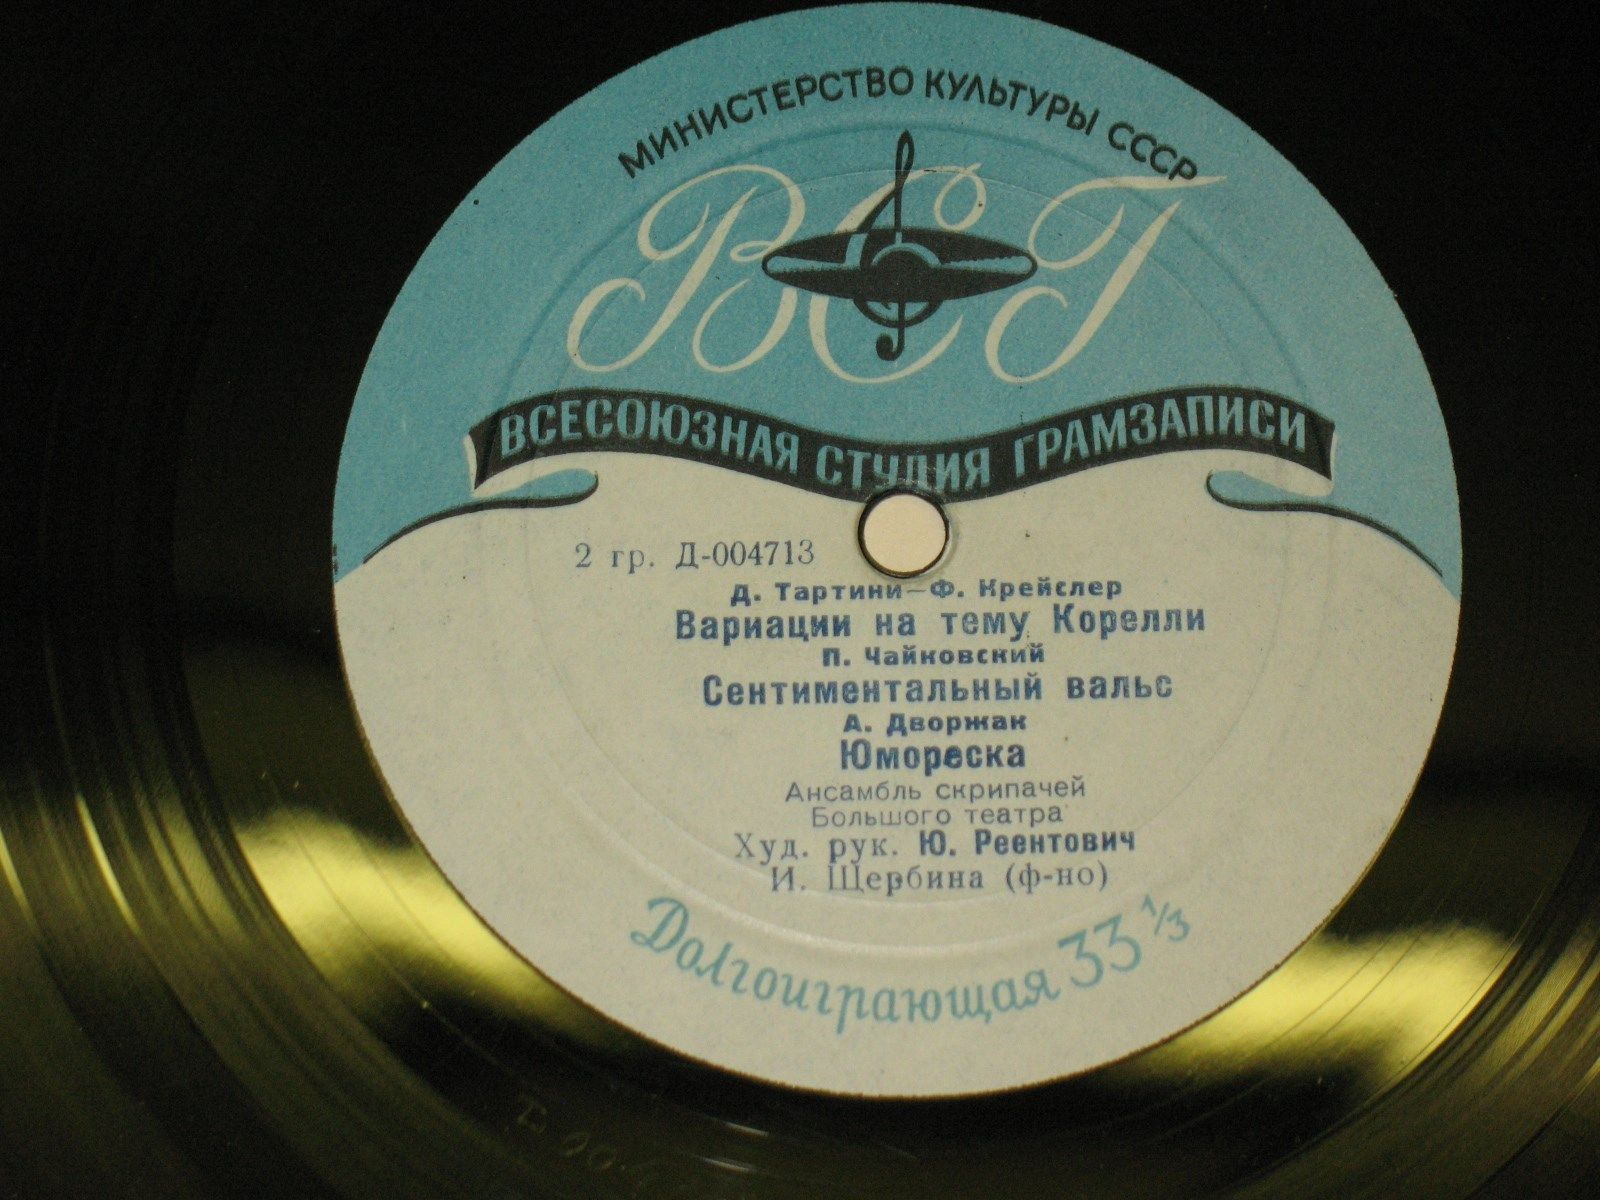 МИНИСТЕРСТВО КУЛЬТУРЫ СССР
ВСГ
ВСЕСОЮЗНАЯ СТУДИЯ ГРАМЗАПИСИ
2 гр. Д-004713
Д. Тартини—Ф. Крейслер
Вариации на тему Корелли
П. Чайковский
Сентиментальный вальс
А. Дворжак
Юмореска
Ансамбль скрипачей
Большого театра
Худ. рук. Ю. Реентович
И. Щербина (ф-но)
Долгоиграющая 33 1/3